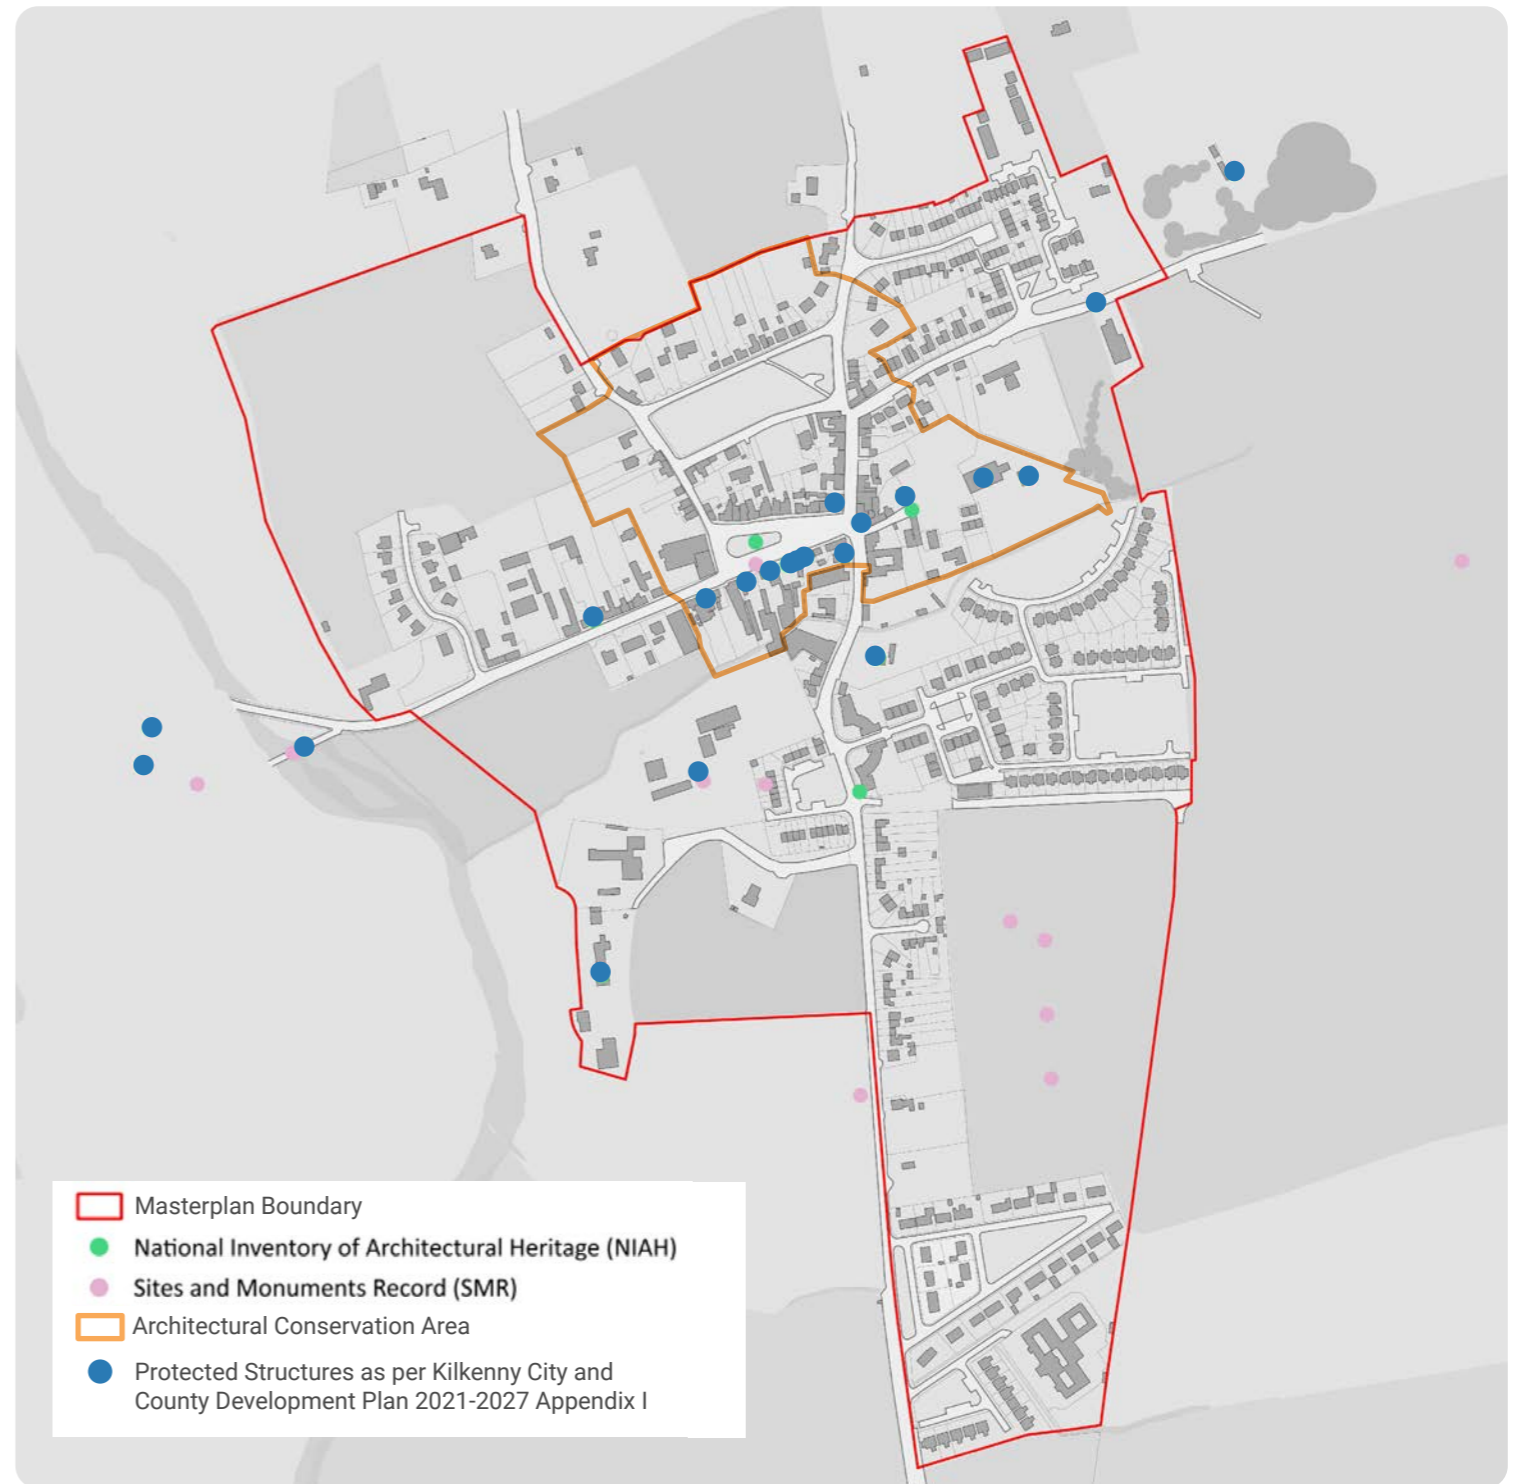 Masterplan Boundary
National Inventory of Architectural Heritage (NIAH)
Sites and Monuments Record (SMR)
Architectural Conservation Area
Protected Structures as per Kilkenny City and
County Development Plan 2021-2027 Appendix I